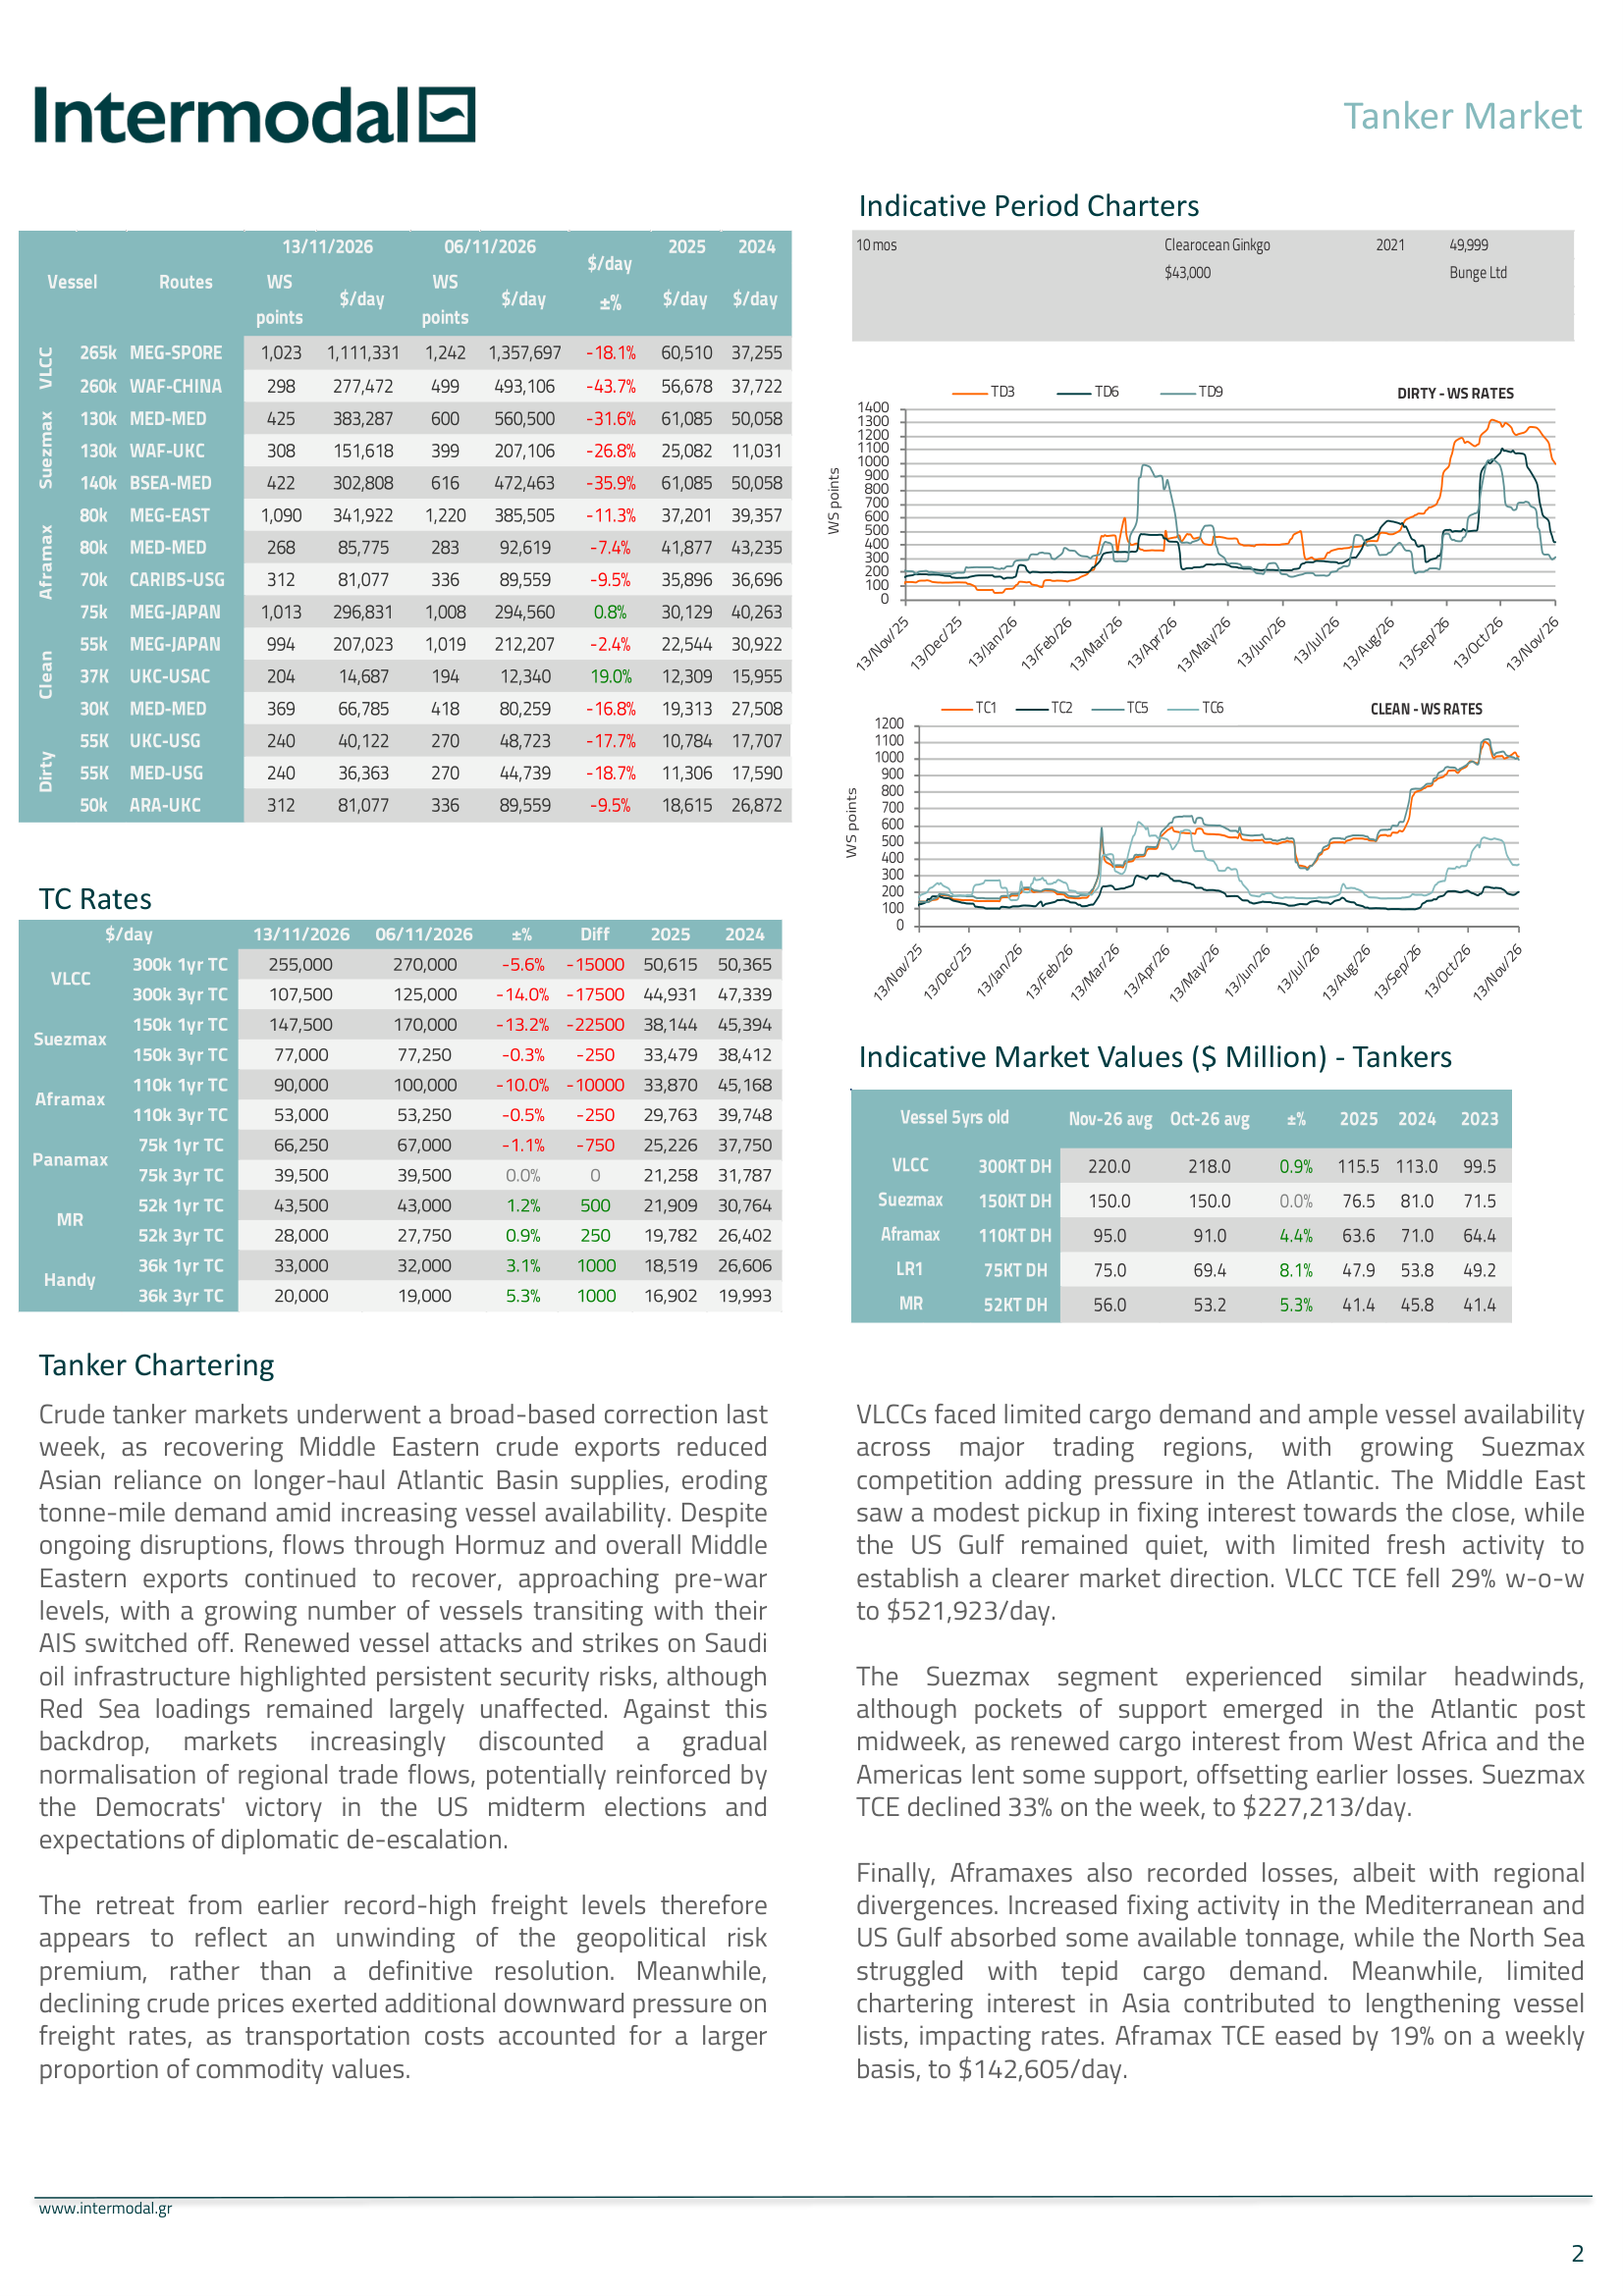 Intermodal
Tanker Market
Vessel Routes 13/11/2026 06/11/2026 $/day ±% 2025 2024
WS points $/day WS points $/day $/day $/day
VLCC
265k MEG-SPORE 1,023 1,111,331 1,242 1,357,697 -18.1% 60,510 37,255
260k WAF-CHINA 298 277,472 499 493,106 -43.7% 56,678 37,722
Suezmax
130k MED-MED 425 383,287 600 560,500 -31.6% 61,085 50,058
130k WAF-UKC 308 151,618 399 207,106 -26.8% 25,082 11,031
140k BSEA-MED 422 302,808 616 472,463 -35.9% 61,085 50,058
Aframax
80k MEG-EAST 1,090 341,922 1,220 385,505 -11.3% 37,201 39,357
80k MED-MED 268 85,775 283 92,619 -7.4% 41,877 43,235
70k CARIBS-USG 312 81,077 336 89,559 -9.5% 35,896 36,696
Clean
75k MEG-JAPAN 1,013 296,831 1,008 294,560 0.8% 30,129 40,263
55k MEG-JAPAN 994 207,023 1,019 212,207 -2.4% 22,544 30,922
37K UKC-USAC 204 14,687 194 12,340 19.0% 12,309 15,955
30K MED-MED 369 66,785 418 80,259 -16.8% 19,313 27,508
Dirty
55K UKC-USG 240 40,122 270 48,723 -17.7% 10,784 17,707
55K MED-USG 240 36,363 270 44,739 -18.7% 11,306 17,590
50k ARA-UKC 312 81,077 336 89,559 -9.5% 18,615 26,872
TC Rates
$/day 13/11/2026 06/11/2026 ±% Diff 2025 2024
VLCC
300k 1yr TC 255,000 270,000 -5.6% -15000 50,615 50,365
300k 3yr TC 107,500 125,000 -14.0% -17500 44,931 47,339
Suezmax
150k 1yr TC 147,500 170,000 -13.2% -22500 38,144 45,394
150k 3yr TC 77,000 77,250 -0.3% -250 33,479 38,412
Aframax
110k 1yr TC 90,000 100,000 -10.0% -10000 33,870 45,168
110k 3yr TC 53,000 53,250 -0.5% -250 29,763 39,748
Panamax
75k 1yr TC 66,250 67,000 -1.1% -750 25,226 37,750
75k 3yr TC 39,500 39,500 0.0% 0 21,258 31,787
MR
52k 1yr TC 43,500 43,000 1.2% 500 21,909 30,764
52k 3yr TC 28,000 27,750 0.9% 250 19,782 26,402
Handy
36k 1yr TC 33,000 32,000 3.1% 1000 18,519 26,606
36k 3yr TC 20,000 19,000 5.3% 1000 16,902 19,993
Indicative Period Charters
10 mos Clearocean Ginkgo 2021 49,999
$43,000 Bunge Ltd
TD3 TD6 TD9 DIRTY - WS RATES
WS points
1400
1300
1200
1100
1000
900
800
700
600
500
400
300
200
100
0
13/Nov/25 13/Dec/25 13/Jan/26 13/Feb/26 13/Mar/26 13/Apr/26 13/May/26 13/Jun/26 13/Jul/26 13/Aug/26 13/Sep/26 13/Oct/26 13/Nov/26
TC1 TC2 TC5 TC6 CLEAN - WS RATES
WS points
1200
1100
1000
900
800
700
600
500
400
300
200
100
0
13/Nov/25 13/Dec/25 13/Jan/26 13/Feb/26 13/Mar/26 13/Apr/26 13/May/26 13/Jun/26 13/Jul/26 13/Aug/26 13/Sep/26 13/Oct/26 13/Nov/26
Indicative Market Values ($ Million) - Tankers
Vessel 5yrs old Nov-26 avg Oct-26 avg ±% 2025 2024 2023
VLCC 300KT DH 220.0 218.0 0.9% 115.5 113.0 99.5
Suezmax 150KT DH 150.0 150.0 0.0% 76.5 81.0 71.5
Aframax 110KT DH 95.0 91.0 4.4% 63.6 71.0 64.4
LR1 75KT DH 75.0 69.4 8.1% 47.9 53.8 49.2
MR 52KT DH 56.0 53.2 5.3% 41.4 45.8 41.4
Tanker Chartering
Crude tanker markets underwent a broad-based correction last
week, as recovering Middle Eastern crude exports reduced
Asian reliance on longer-haul Atlantic Basin supplies, eroding
tonne-mile demand amid increasing vessel availability. Despite
ongoing disruptions, flows through Hormuz and overall Middle
Eastern exports continued to recover, approaching pre-war
levels, with a growing number of vessels transiting with their
AIS switched off. Renewed vessel attacks and strikes on Saudi
oil infrastructure highlighted persistent security risks, although
Red Sea loadings remained largely unaffected. Against this
backdrop, markets increasingly discounted a gradual
normalisation of regional trade flows, potentially reinforced by
the Democrats' victory in the US midterm elections and
expectations of diplomatic de-escalation.
The retreat from earlier record-high freight levels therefore
appears to reflect an unwinding of the geopolitical risk
premium, rather than a definitive resolution. Meanwhile,
declining crude prices exerted additional downward pressure on
freight rates, as transportation costs accounted for a larger
proportion of commodity values.
VLCCs faced limited cargo demand and ample vessel availability
across major trading regions, with growing Suezmax
competition adding pressure in the Atlantic. The Middle East
saw a modest pickup in fixing interest towards the close, while
the US Gulf remained quiet, with limited fresh activity to
establish a clearer market direction. VLCC TCE fell 29% w-o-w
to $521,923/day.
The Suezmax segment experienced similar headwinds,
although pockets of support emerged in the Atlantic post
midweek, as renewed cargo interest from West Africa and the
Americas lent some support, offsetting earlier losses. Suezmax
TCE declined 33% on the week, to $227,213/day.
Finally, Aframaxes also recorded losses, albeit with regional
divergences. Increased fixing activity in the Mediterranean and
US Gulf absorbed some available tonnage, while the North Sea
struggled with tepid cargo demand. Meanwhile, limited
chartering interest in Asia contributed to lengthening vessel
lists, impacting rates. Aframax TCE eased by 19% on a weekly
basis, to $142,605/day.
www.intermodal.gr
2